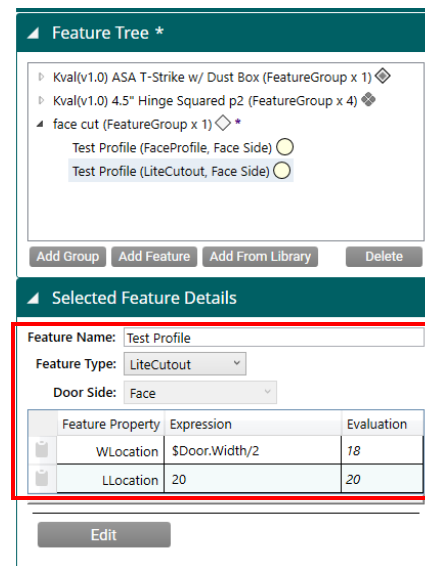 Feature Tree *
Kval(v1.0) ASA T-Strike w/ Dust Box (FeatureGroup x 1)
Kval(v1.0) 4.5" Hinge Squared p2 (FeatureGroup x 4)
face cut (FeatureGroup x 1) *
Test Profile (FaceProfile, Face Side)
Test Profile (LiteCutout, Face Side)
Add Group Add Feature Add From Library Delete
Selected Feature Details
Feature Name: Test Profile
Feature Type: LiteCutout
Door Side: Face
Feature Property Expression Evaluation
WLocation $Door.Width/2 18
LLocation 20 20
Edit